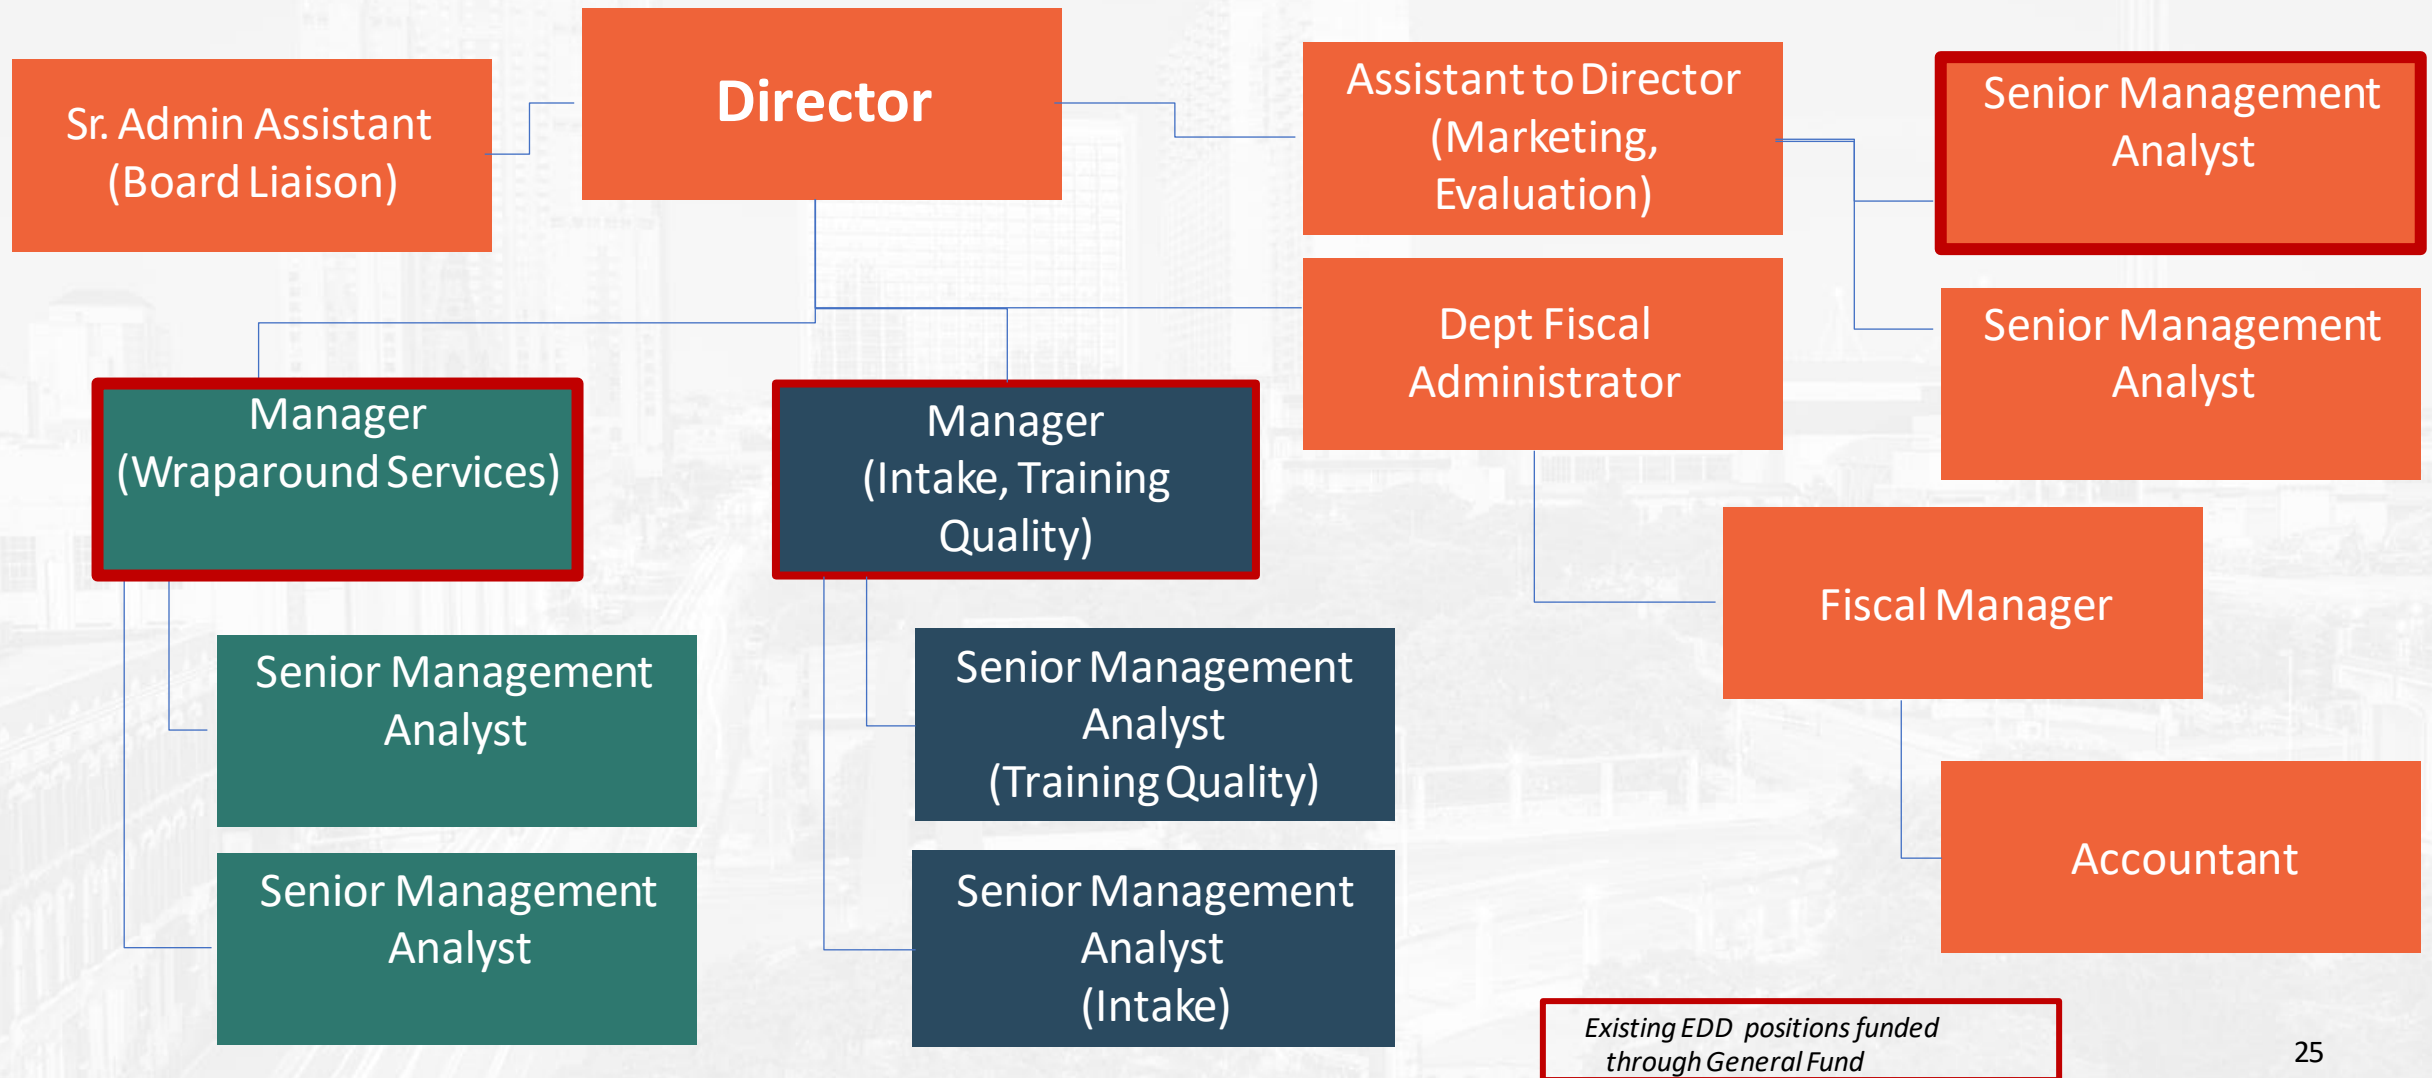 Sr. Admin Assistant
(Board Liaison)
Director
Assistant to Director
(Marketing,
Evaluation)
Senior Management
Analyst
Dept Fiscal
Administrator
Senior Management
Analyst
Manager
(Wraparound Services)
Manager
(Intake, Training
Quality)
Fiscal Manager
Senior Management
Analyst
Senior Management
Analyst
(Training Quality)
Accountant
Senior Management
Analyst
Senior Management
Analyst
(Intake)
Existing EDD positions funded
through General Fund
25